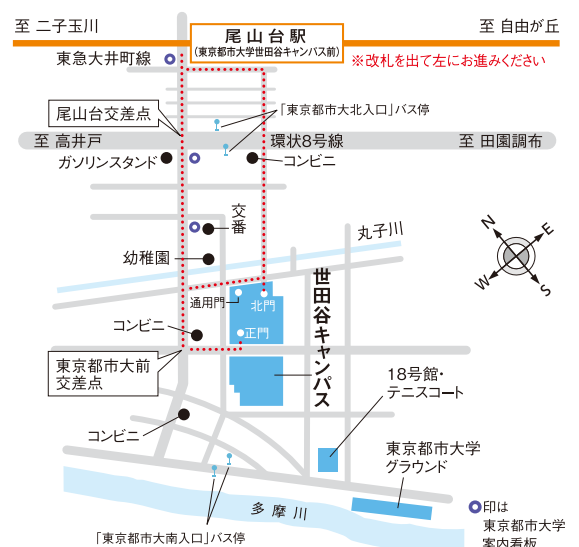 至 二子玉川
尾山台駅
(東京都市大学世田谷キャンパス前)
至 自由が丘
東急大井町線
※改札を出て左にお進みください
尾山台交差点
「東京都市大北入口」バス停
至 高井戸
環状8号線
至 田園調布
ガソリンスタンド
コンビニ
交番
丸子川
N
E
W
S
幼稚園
世田谷キャンパス
通用門
北門
コンビニ
正門
東京都市大前
交差点
18号館・
テニスコート
コンビニ
東京都市大学
グラウンド
多摩川
印は
東京都市大学
案内看板
「東京都市大南入口」バス停